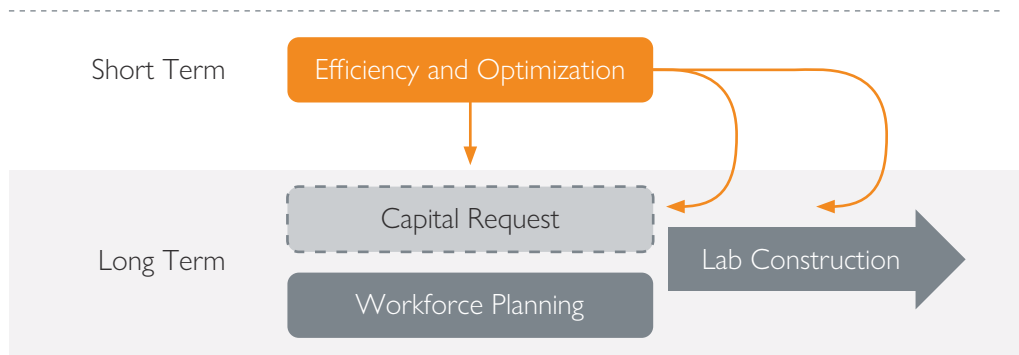 Short Term
Efficiency and Optimization
Capital Request
Long Term
Lab Construction
Workforce Planning